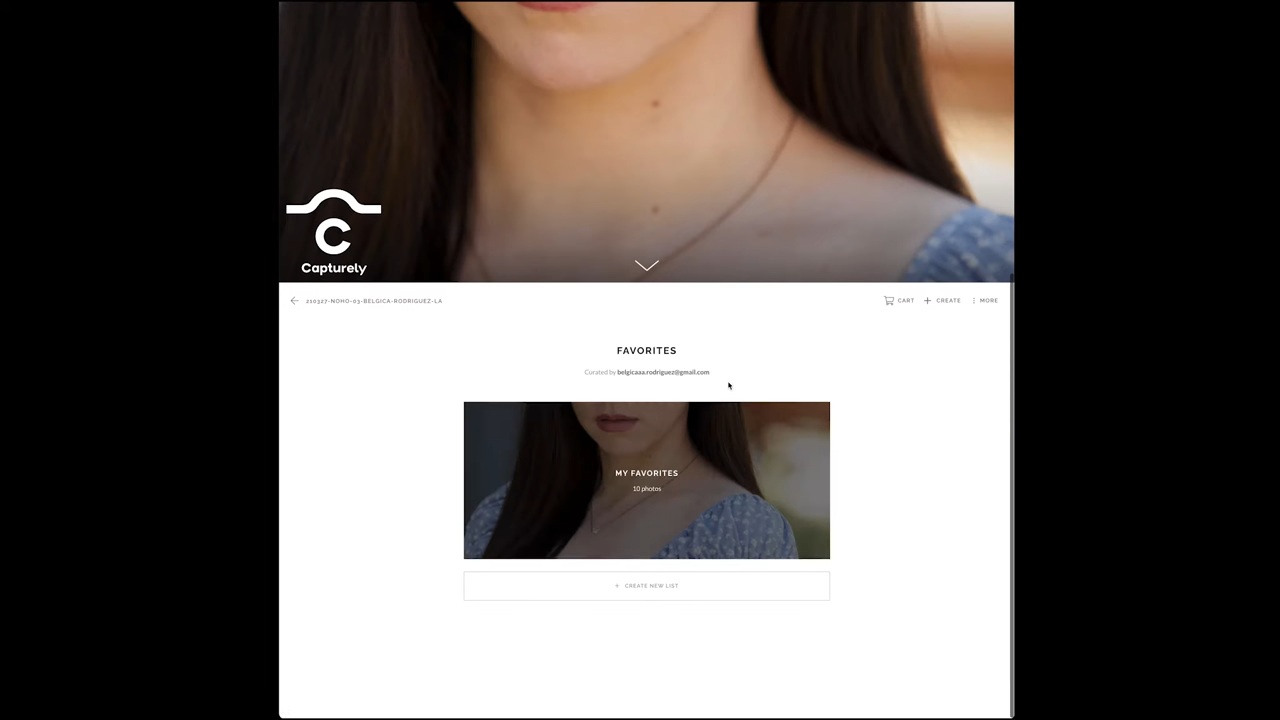 C
Capturely
210327-NOHO-03-BELGICA-RODRIGUEZ-LA
CART
CREATE
MORE
FAVORITES
Curated by belgicaaa.rodriguez@gmail.com
MY FAVORITES
10 photos
+ CREATE NEW LIST